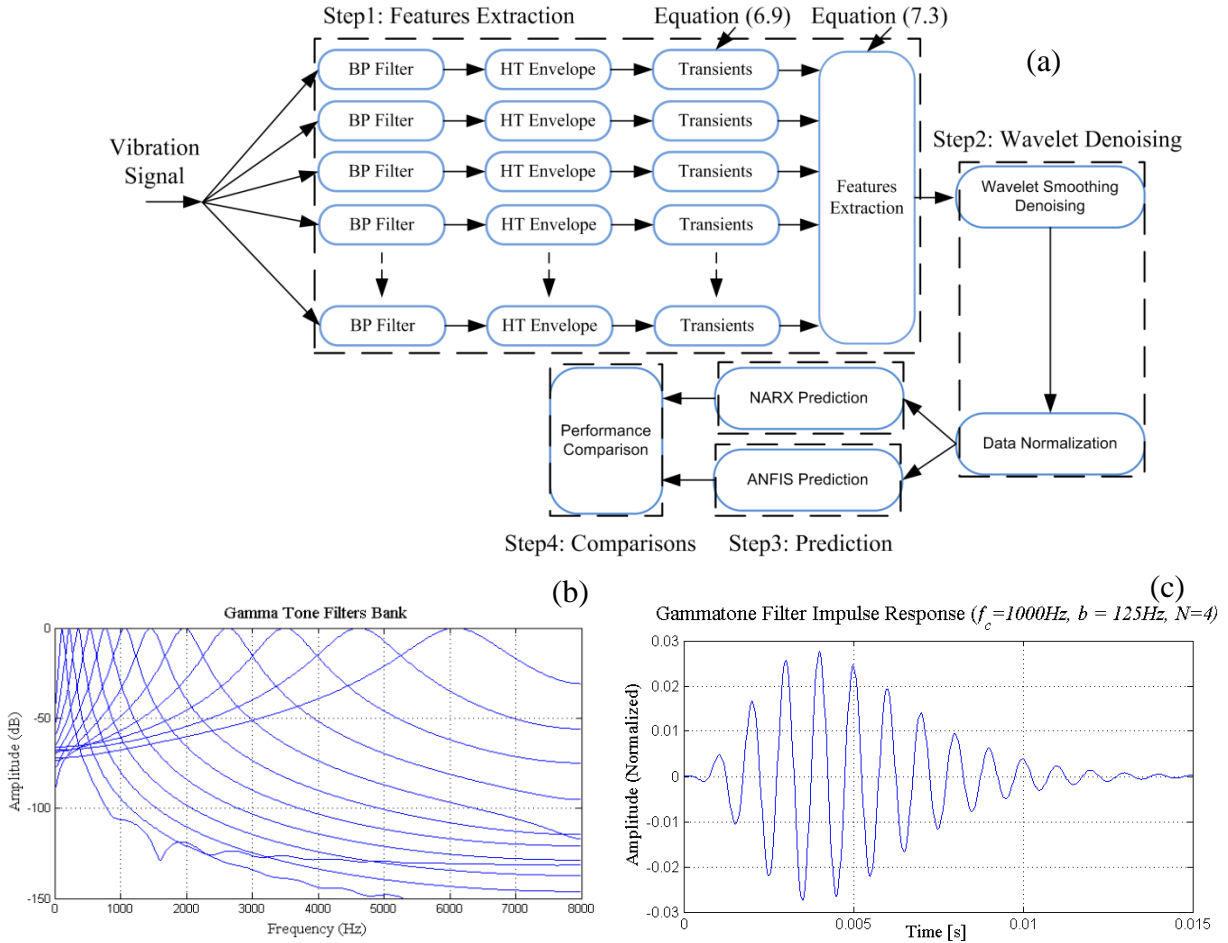 Step1: Features Extraction
Equation (6.9)
Equation (7.3)
(a)
BP Filter
HT Envelope
Transients
BP Filter
HT Envelope
Transients
Vibration
Signal
BP Filter
HT Envelope
Transients
BP Filter
HT Envelope
Transients
BP Filter
HT Envelope
Transients
Features
Extraction
Step2: Wavelet Denoising
Wavelet Smoothing
Denoising
Data Normalization
NARX Prediction
ANFIS Prediction
Performance
Comparison
Step4: Comparisons
Step3: Prediction
(b)
Gamma Tone Filters Bank
Amplitude (dB)
0
-50
-100
-150
0
1000
2000
3000
4000
5000
6000
7000
8000
Frequency (Hz)
(c)
Gammatone Filter Impulse Response (f_c=1000Hz, b = 125Hz, N=4)
Amplitude (Normalized)
0.03
0.02
0.01
0
-0.01
-0.02
-0.03
0
0.005
0.01
0.015
Time [s]